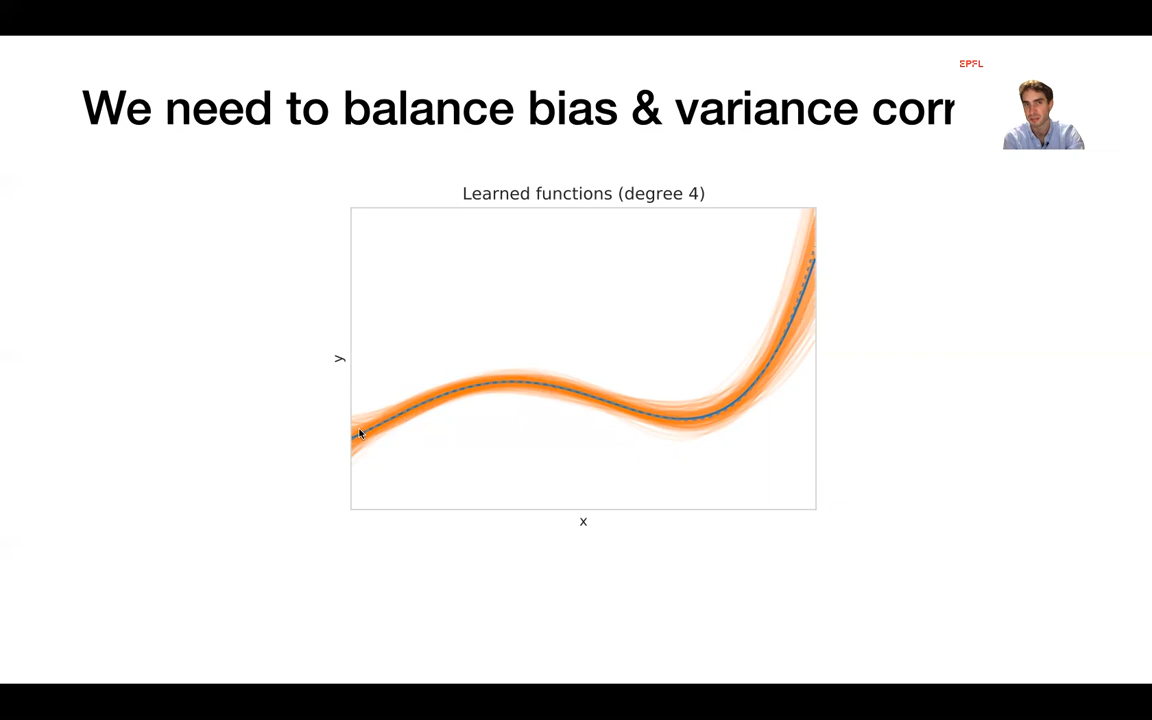 EPFL
We need to balance bias & variance corr
Learned functions (degree 4)
y
x